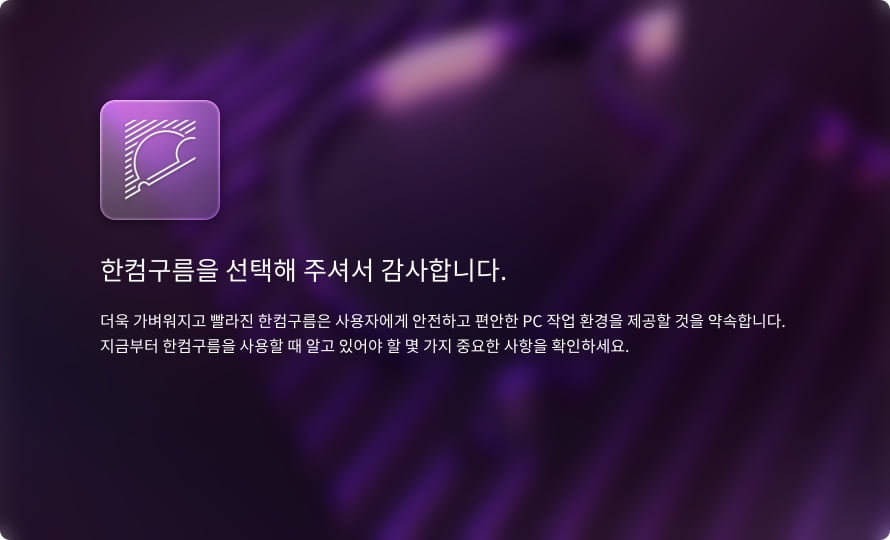 한컴구름을 선택해 주셔서 감사합니다.
더욱 가벼워지고 빨라진 한컴구름은 사용자에게 안전하고 편안한 PC 작업 환경을 제공할 것을 약속합니다.
지금부터 한컴구름을 사용할 때 알고 있어야 할 몇 가지 중요한 사항을 확인하세요.